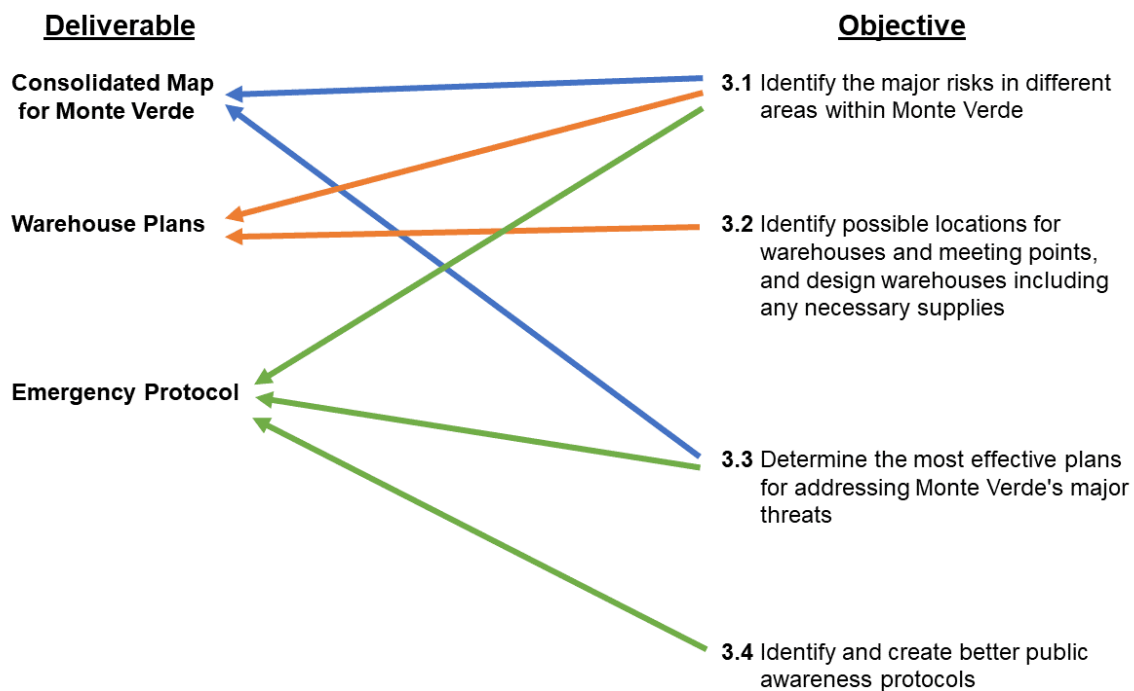 Deliverable
Objective
Consolidated Map
for Monte Verde
Warehouse Plans
Emergency Protocol
3.1 Identify the major risks in different
areas within Monte Verde
3.2 Identify possible locations for
warehouses and meeting points,
and design warehouses including
any necessary supplies
3.3 Determine the most effective plans
for addressing Monte Verde's major
threats
3.4 Identify and create better public
awareness protocols